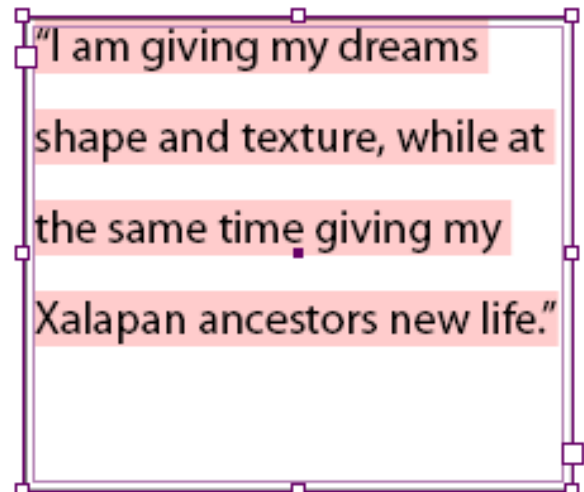 “I am giving my dreams
shape and texture, while at
the same time giving my
Xalapan ancestors new life.”